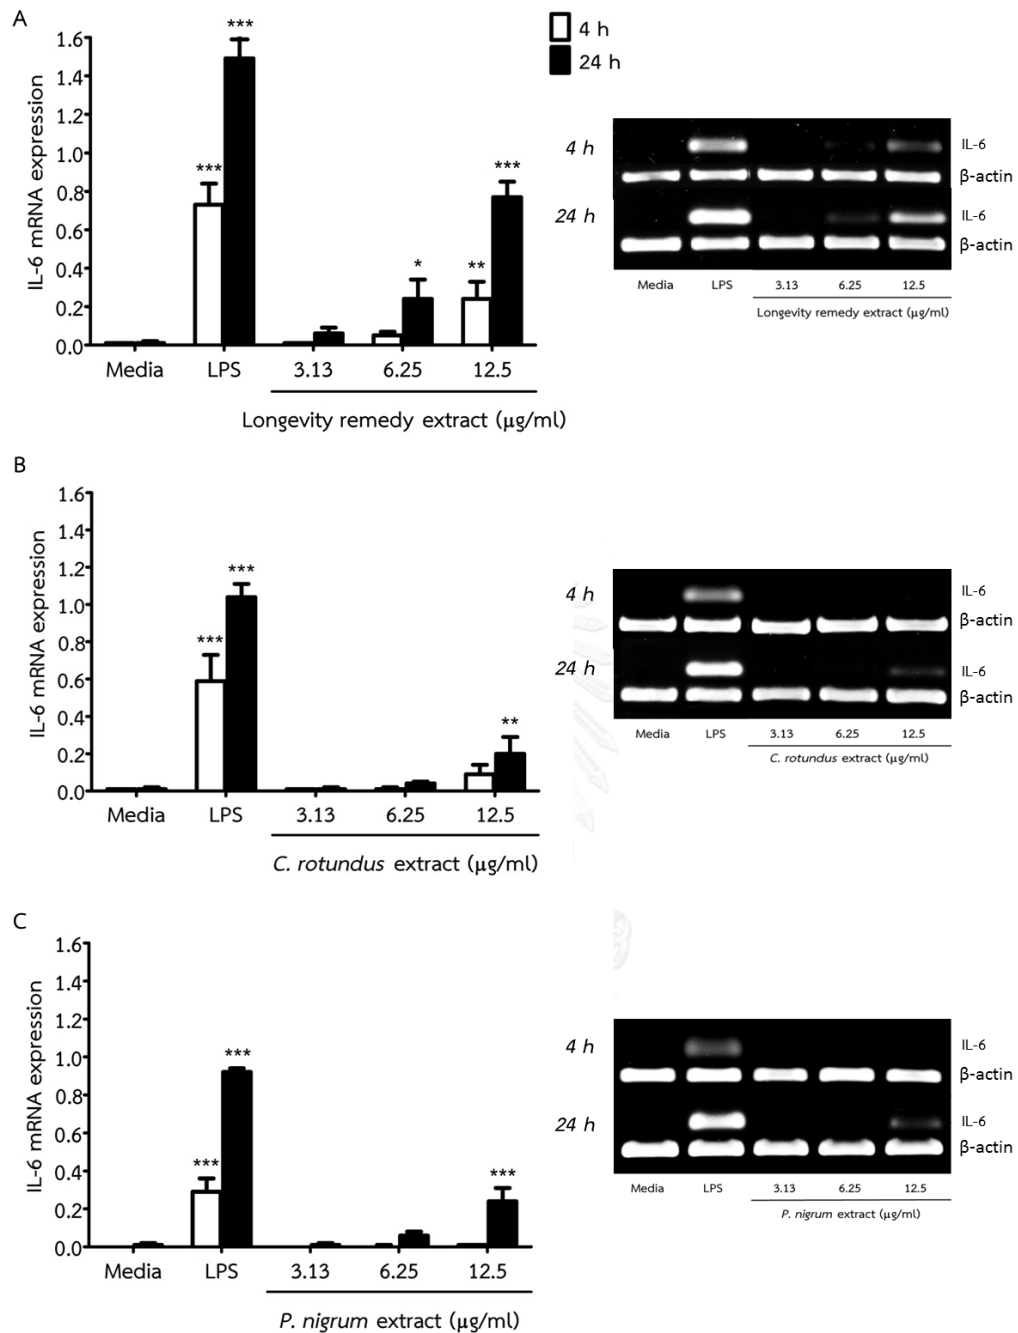 A
4 h
24 h
IL-6 mRNA expression
1.6
1.4
1.2
1.0
0.8
0.6
0.4
0.2
0.0
***
***
*
**
***
Media LPS 3.13 6.25 12.5
Longevity remedy extract (µg/ml)
4 h IL-6
β-actin
24 h IL-6
β-actin
Media LPS 3.13 6.25 12.5
Longevity remedy extract (µg/ml)
B
IL-6 mRNA expression
1.6
1.4
1.2
1.0
0.8
0.6
0.4
0.2
0.0
***
***
**
Media LPS 3.13 6.25 12.5
C. rotundus extract (µg/ml)
4 h IL-6
β-actin
24 h IL-6
β-actin
Media LPS 3.13 6.25 12.5
C. rotundus extract (µg/ml)
C
IL-6 mRNA expression
1.6
1.4
1.2
1.0
0.8
0.6
0.4
0.2
0.0
***
***
***
Media LPS 3.13 6.25 12.5
P. nigrum extract (µg/ml)
4 h IL-6
β-actin
24 h IL-6
β-actin
Media LPS 3.13 6.25 12.5
P. nigrum extract (µg/ml)